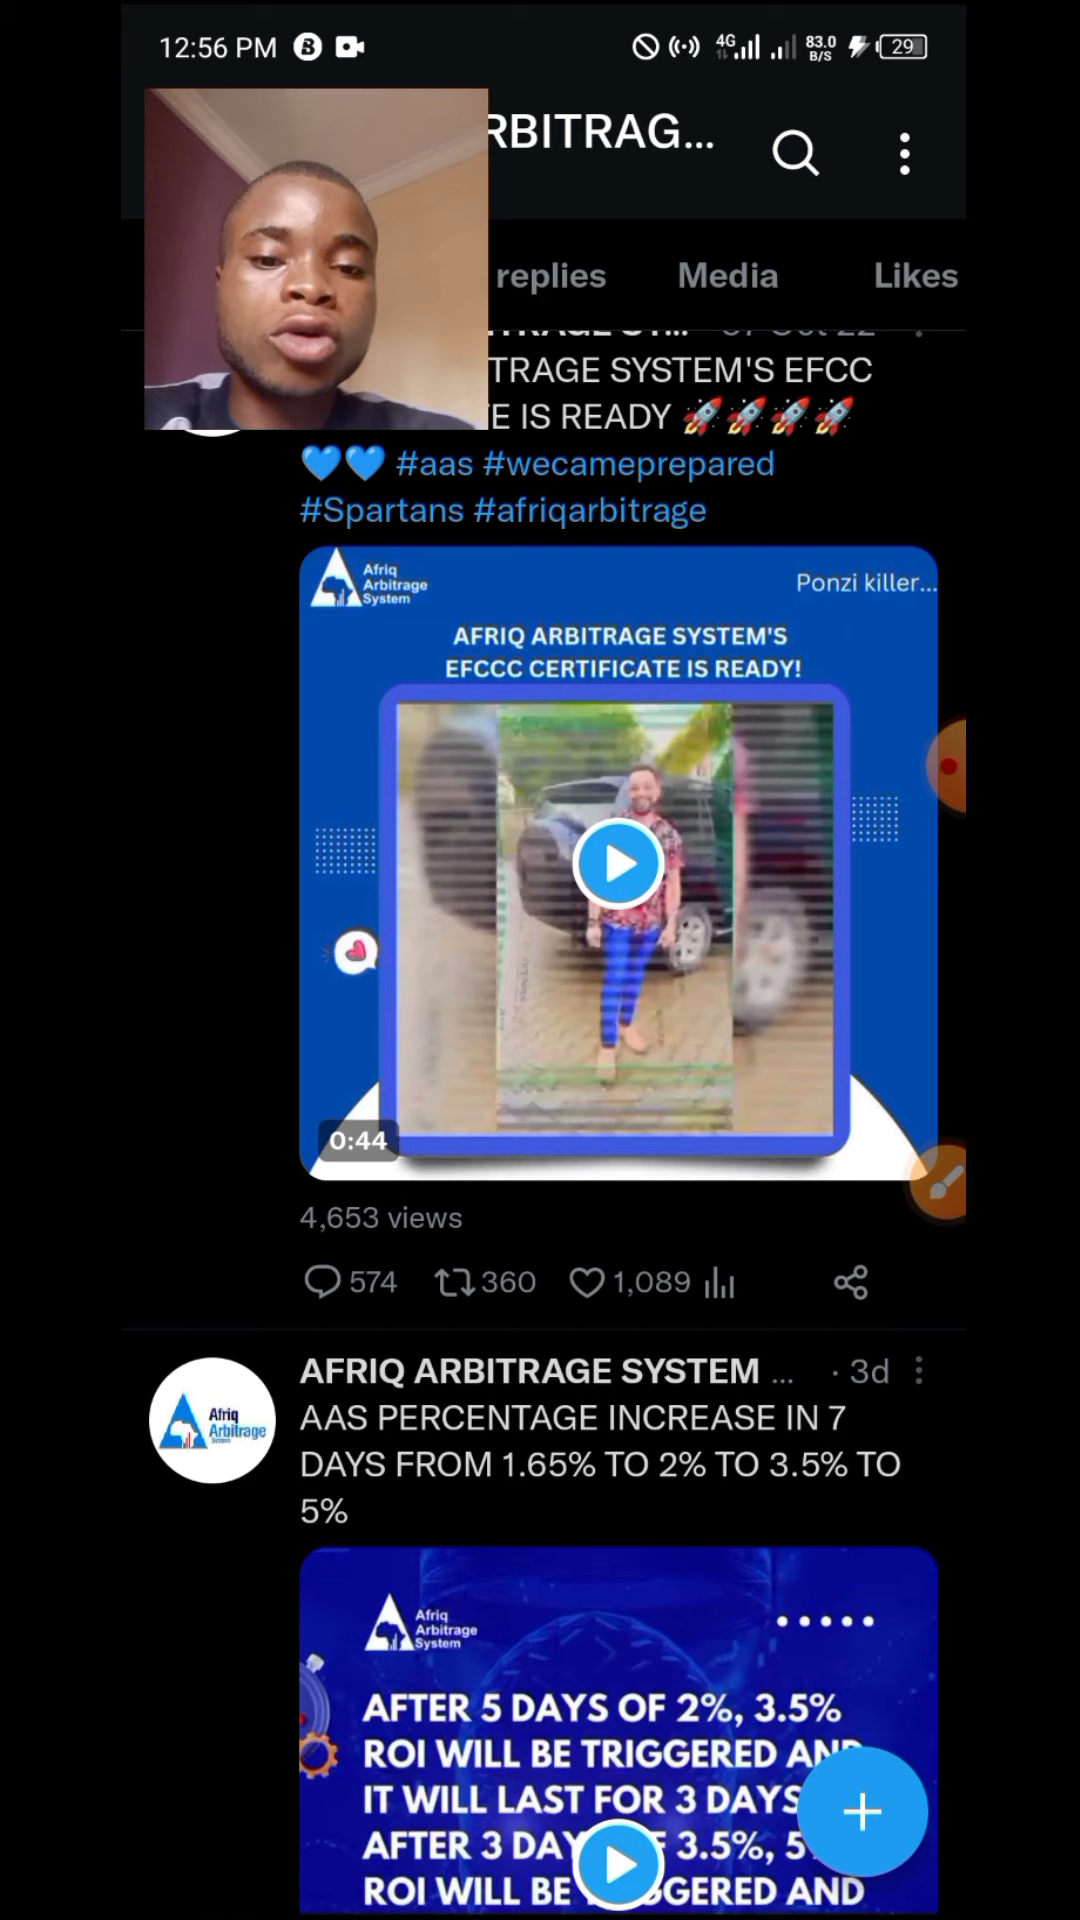 12:56 PM
4G
83.0
B/S
29
RBITRAG...
replies
Media
Likes
TRAGE SYSTEM'S EFCC
E IS READY 🚀🚀🚀🚀
💙💙 #aas #wecameprepared
#Spartans #afriqarbitrage
Afriq
Arbitrage
System
Ponzi killer...
AFRIQ ARBITRAGE SYSTEM'S
EFCCC CERTIFICATE IS READY!
0:44
4,653 views
574
360
1,089
AFRIQ ARBITRAGE SYSTEM ... · 3d
Afriq
Arbitrage
System
AAS PERCENTAGE INCREASE IN 7
DAYS FROM 1.65% TO 2% TO 3.5% TO
5%
Afriq
Arbitrage
System
AFTER 5 DAYS OF 2%, 3.5%
ROI WILL BE TRIGGERED AND
IT WILL LAST FOR 3 DAYS
AFTER 3 DAY 3.5%, 5
ROI WILL BE GGERED AND